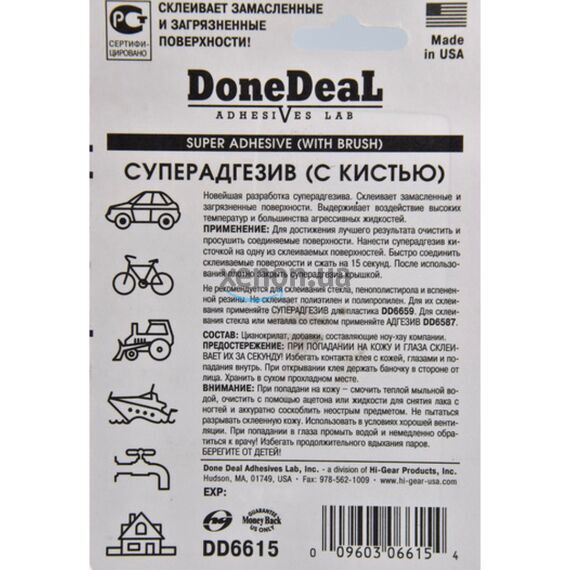 СКЛЕИВАЕТ ЗАМАСЛЕННЫЕ
И ЗАГРЯЗНЕННЫЕ
ПОВЕРХНОСТИ!
РСТ
СЕРТИФИ-
ЦИРОВАНО
Made
in USA
DoneDeaL
ADHESIVES LAB
SUPER ADHESIVE (WITH BRUSH)
СУПЕРАДГЕЗИВ (С КИСТЬЮ)
Новейшая разработка суперадгезива. Склеивает замасленные и
загрязненные поверхности. Выдерживает воздействие высоких
температур и большинства агрессивных жидкостей.
ПРИМЕНЕНИЕ: Для достижения лучшего результата очистить и
просушить соединяемые поверхности. Нанести суперадгезив ки-
сточкой на одну из склеиваемых поверхностей. Быстро соединить
склеиваемые поверхности и сжать на 15 секунд. После использо-
вания плотно закрыть суперадгезив крышкой.
xenon.ua
Не рекомендуется для склеивания стекла, пенополистирола и вспенен-
ной резины. Не склеивает полиэтилен и полипропилен. Для их склеи-
вания применяйте СУПЕРАДГЕЗИВ для пластика DD6659. Для скле-
ивания стекла или металла со стеклом применяйте АДГЕЗИВ DD6587.
СОСТАВ: Цианокрилат, добавки, составляющие ноу-хау компании.
ПРЕДОСТЕРЕЖЕНИЕ: ПРИ ПОПАДАНИИ НА КОЖУ И ГЛАЗА СКЛЕИ-
ВАЕТ ИХ ЗА СЕКУНДУ! Избегать контакта клея с кожей, глазами и по-
падания внутрь. При открывании клея держать баночку в стороне от
лица. Хранить в сухом прохладном месте.
ВНИМАНИЕ: При попадании на кожу – смочить теплой мыльной во-
дой, очистить с помощью ацетона или жидкости для снятия лака с
ногтей и аккуратно соскоблить неострым предметом. Не пытаться
разрывать склеенную кожу. Использовать в условиях хорошей венти-
ляции. При попадании в глаза промыть водой и немедленно обрати-
ться к врачу! Избегать продолжительного вдыхания паров.
БЕРЕГИТЕ ОТ ДЕТЕЙ!
Done Deal Adhesives Lab, Inc. - a division of Hi-Gear Products, Inc.
Hudson, MA, 01749, USA • Fax: 978-562-1009 • www.hi-gear-usa.com
EXP:
hg
GUARANTEE
Money Back
US ONLY
DD6615
0 09603 06615 4